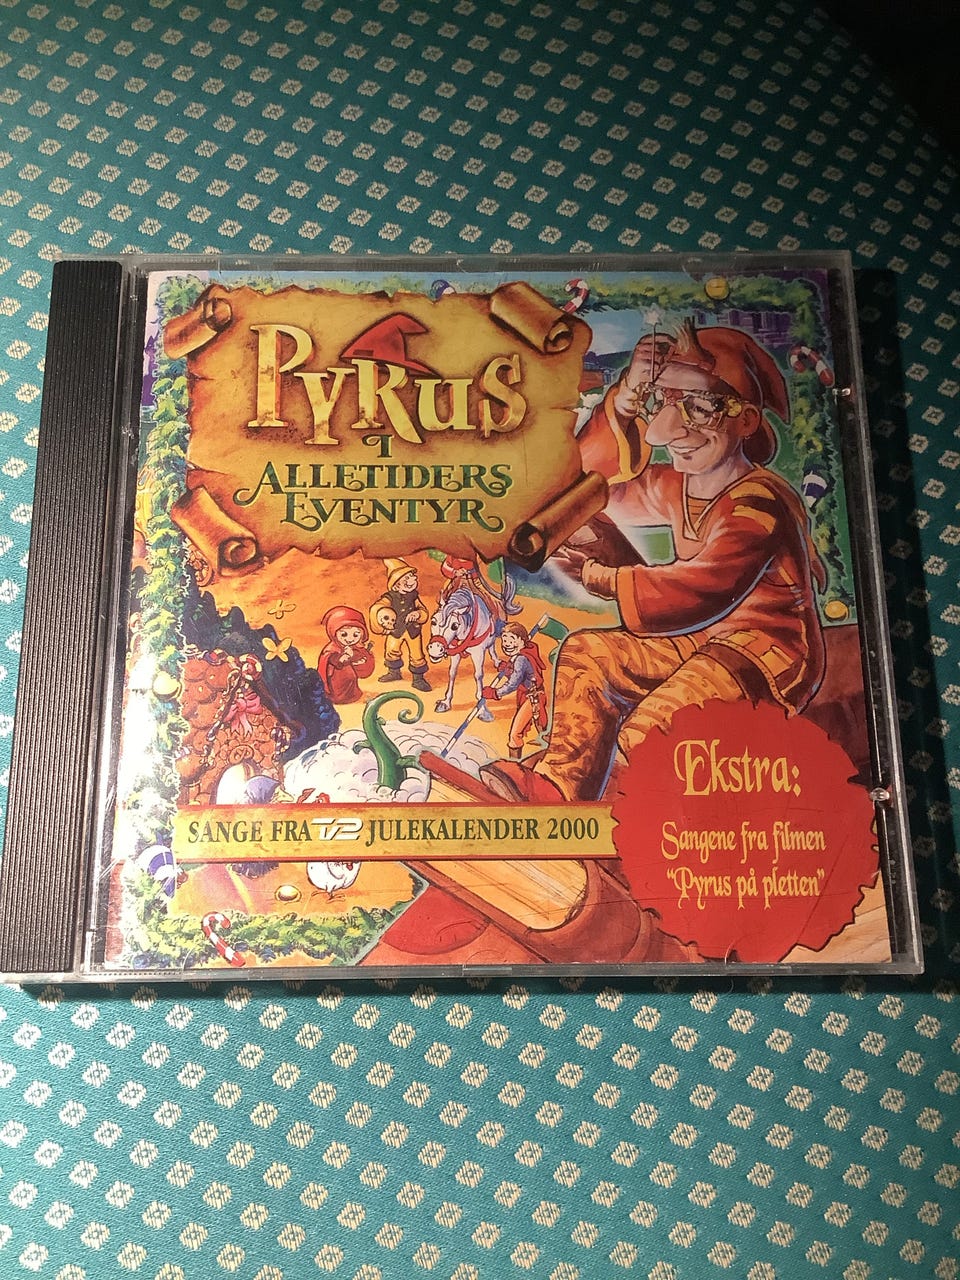 PYRUS
I
ALLETIDERS
EVENTYR
SANGE FRA TV2 JULEKALENDER 2000
Ekstra:
Sangene fra filmen
"Pyrus på pletten"